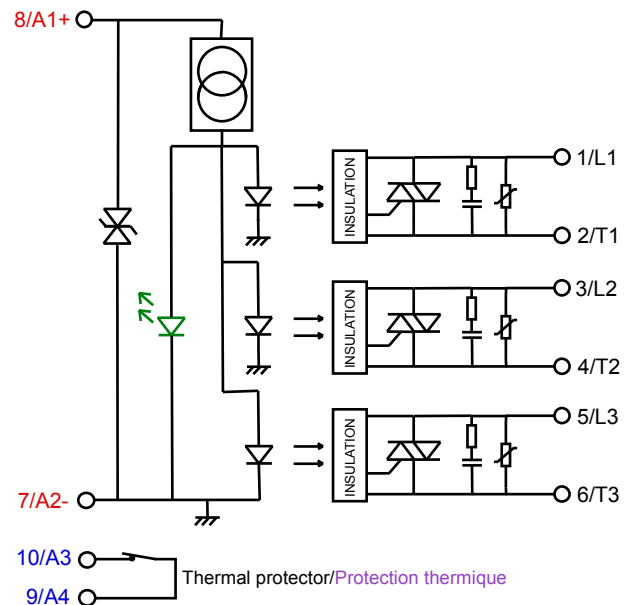 8/A1+
INSULATION
1/L1
2/T1
INSULATION
3/L2
4/T2
INSULATION
5/L3
6/T3
7/A2-
10/A3
Thermal protector/Protection thermique
9/A4